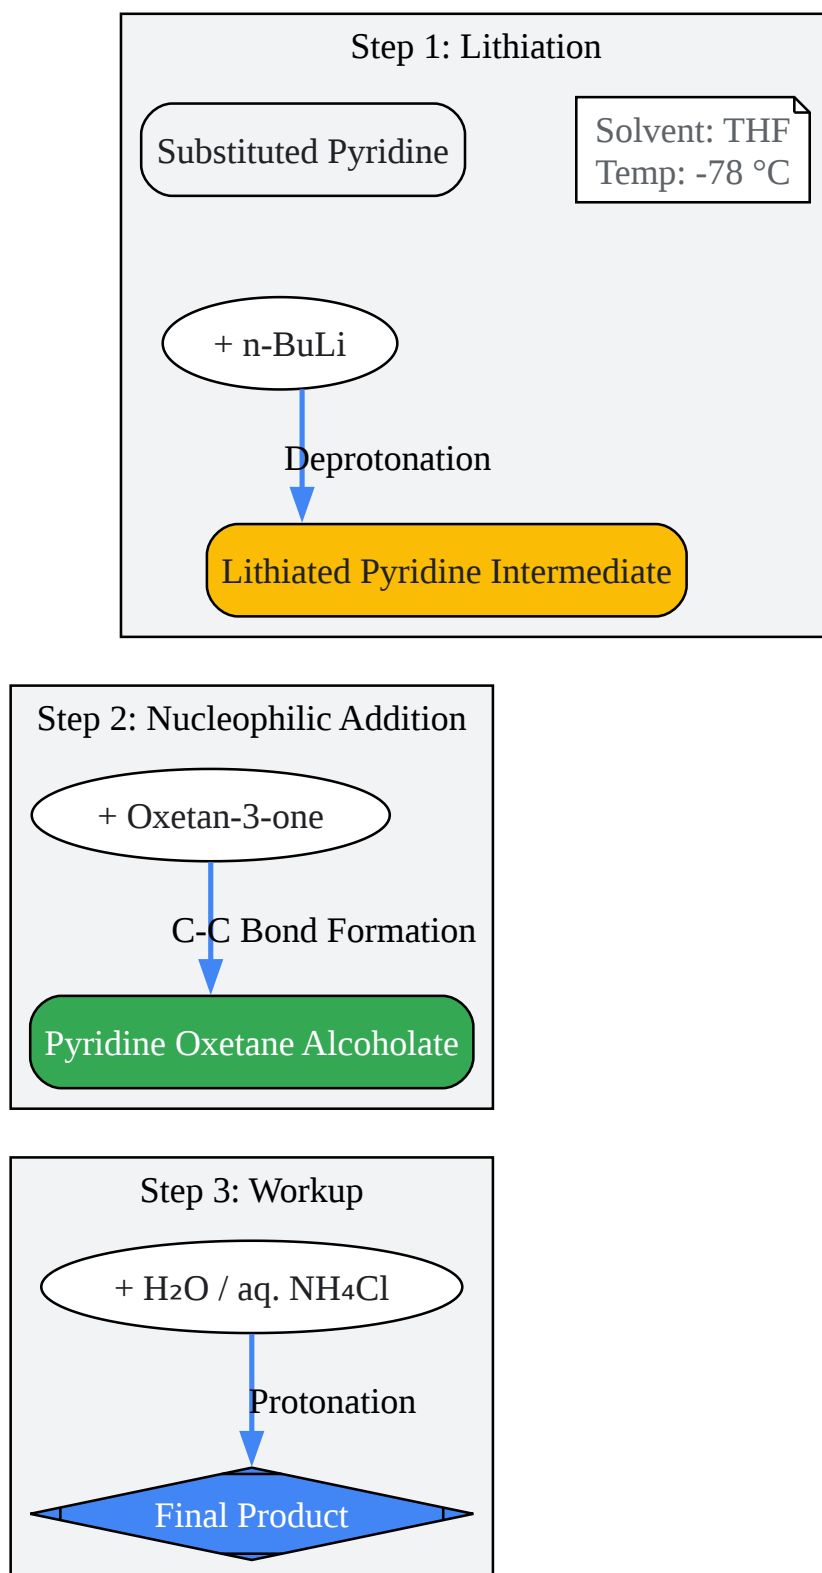 Step 1: Lithiation
Substituted Pyridine
Solvent: THF
Temp: -78 °C
+ n-BuLi
Deprotonation
Lithiated Pyridine Intermediate
Step 2: Nucleophilic Addition
+ Oxetan-3-one
C-C Bond Formation
Pyridine Oxetane Alcoholate
Step 3: Workup
+ H₂O / aq. NH₄Cl
Protonation
Final Product